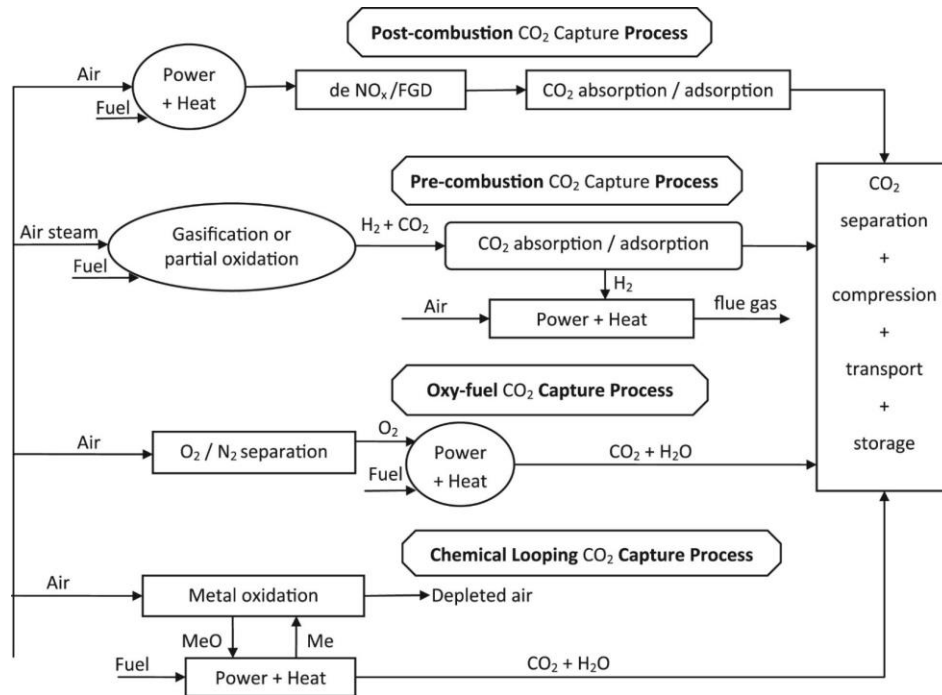 Post-combustion CO₂ Capture Process
Air
Fuel
Power
+ Heat
de NOₓ/FGD
CO₂ absorption / adsorption
Pre-combustion CO₂ Capture Process
Air steam
Fuel
Gasification or
partial oxidation
H₂ + CO₂
CO₂ absorption / adsorption
H₂
Air
Power + Heat
flue gas
Oxy-fuel CO₂ Capture Process
Air
O₂ / N₂ separation
O₂
Fuel
Power
+ Heat
CO₂ + H₂O
Chemical Looping CO₂ Capture Process
Air
Metal oxidation
Depleted air
MeO
Me
Fuel
Power + Heat
CO₂ + H₂O
CO₂
separation
+
compression
+
transport
+
storage